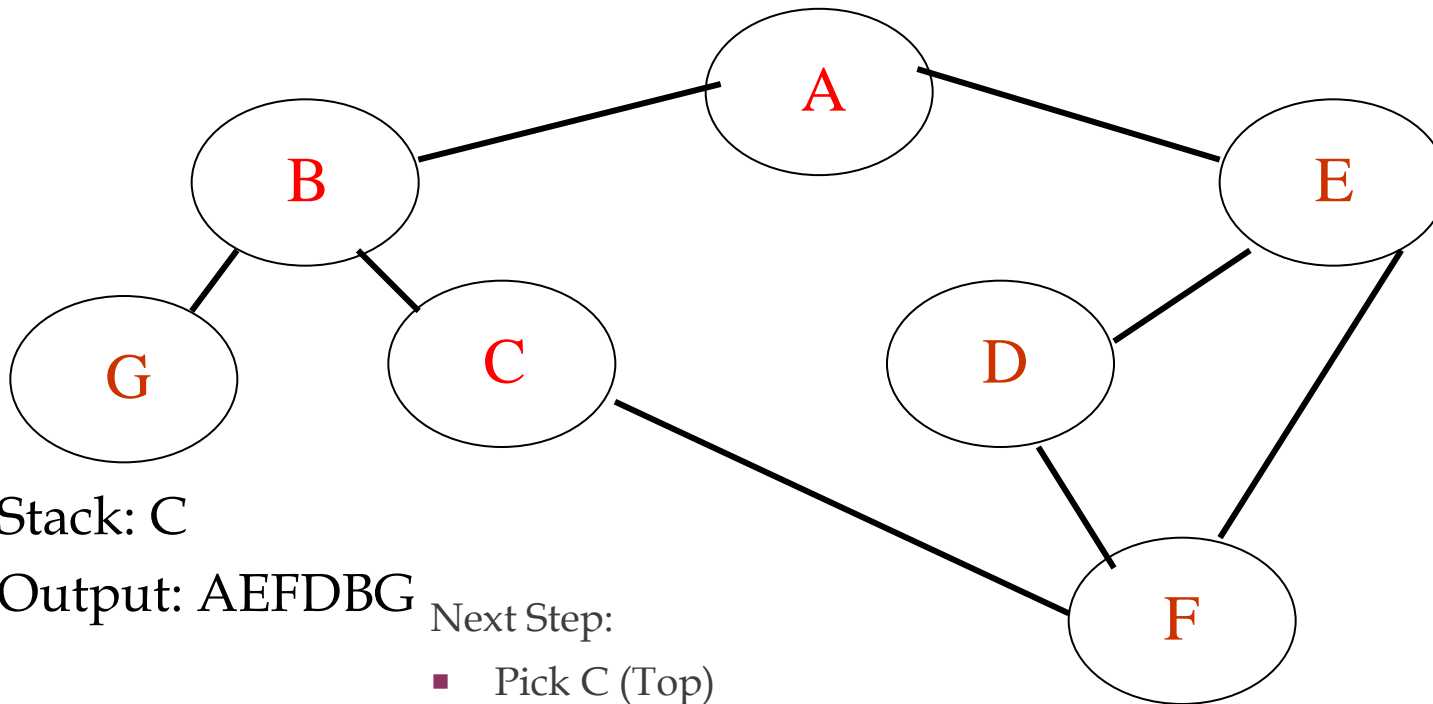 A
B
E
G
C
D
Stack: C
Output: AEFDBG
Next Step:
F
▪ Pick C (Top)